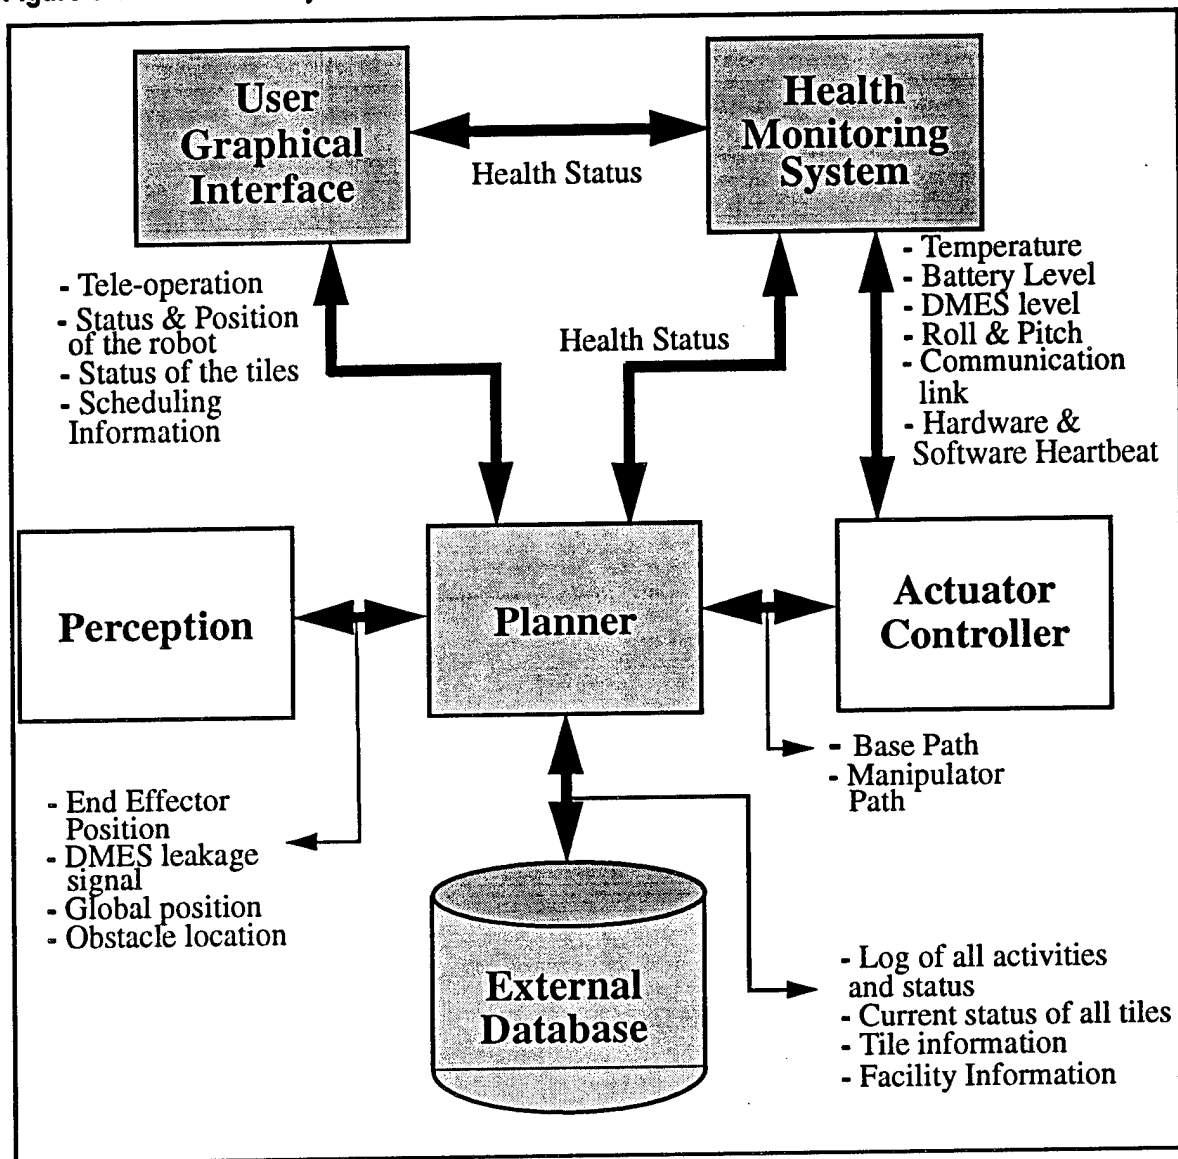 User
Graphical
Interface
Health
Monitoring
System
Health Status
- Tele-operation
- Status & Position
of the robot
- Status of the tiles
- Scheduling
Information
Health Status
- Temperature
- Battery Level
- DMES level
- Roll & Pitch
- Communication
link
- Hardware &
Software Heartbeat
Perception
Planner
Actuator
Controller
- Base Path
- Manipulator
Path
- End Effector
Position
- DMES leakage
signal
- Global position
- Obstacle location
External
Database
- Log of all activities
and status
- Current status of all tiles
- Tile information
- Facility Information